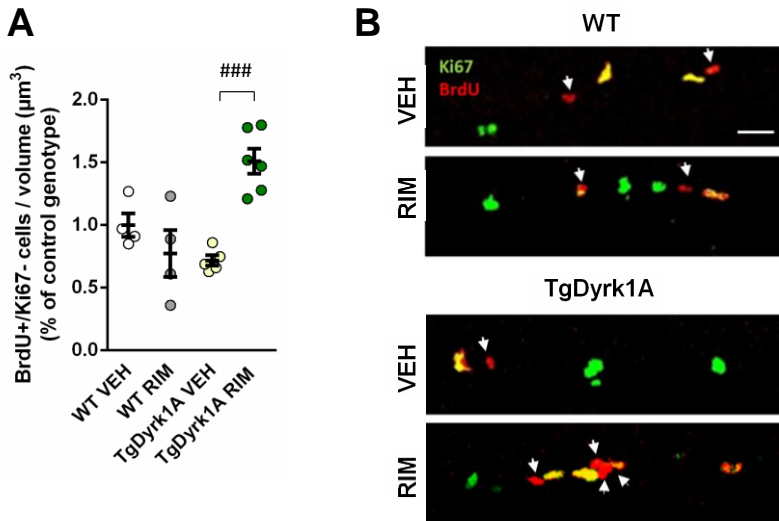 A
###
BrdU+/Ki67- cells / volume (µm³)
(% of control genotype)
2.0
1.5
1.0
0.5
0.0
WT VEH
WT RIM
TgDyrk1A VEH
TgDyrk1A RIM
B
WT
VEH
Ki67
BrdU
RIM
TgDyrk1A
VEH
RIM